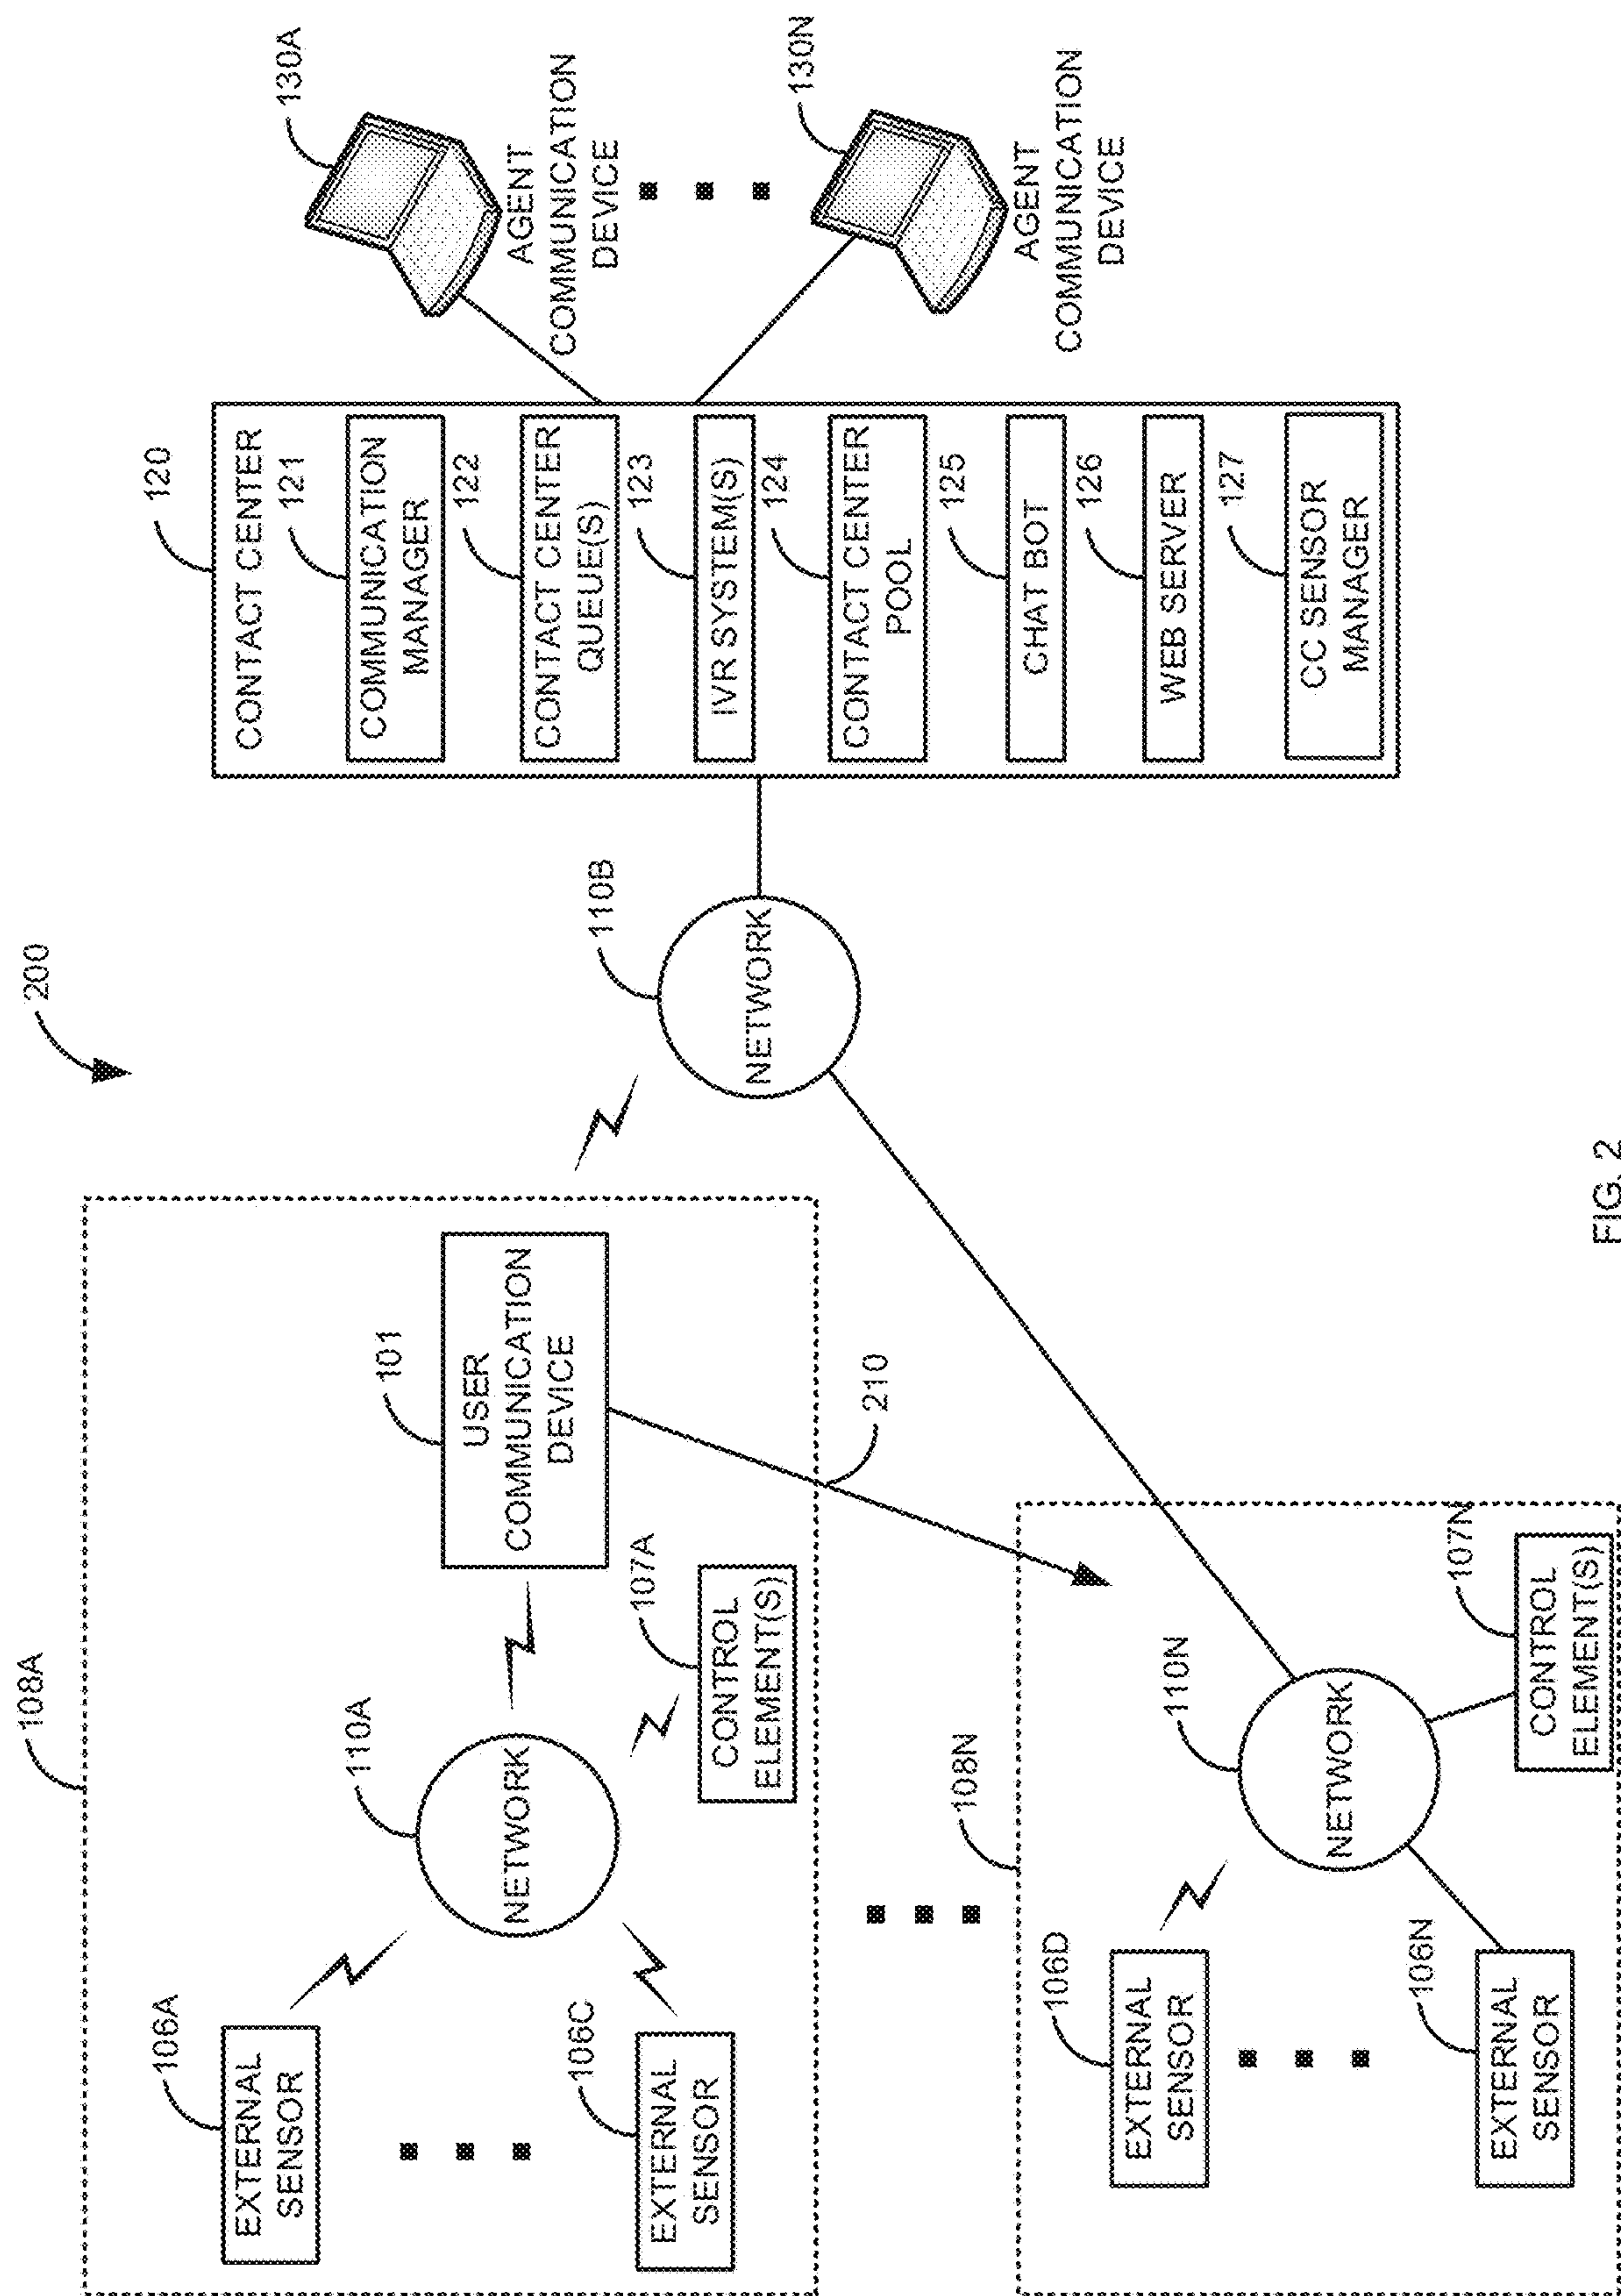 200
108A
106A
EXTERNAL
SENSOR
106C
EXTERNAL
SENSOR
110A
NETWORK
107A
CONTROL
ELEMENT(S)
101
USER
COMMUNICATION
DEVICE
210
108N
106D
EXTERNAL
SENSOR
106N
EXTERNAL
SENSOR
110N
NETWORK
107N
CONTROL
ELEMENT(S)
110B
NETWORK
120
CONTACT CENTER
121
COMMUNICATION
MANAGER
122
CONTACT CENTER
QUEUE(S)
123
IVR SYSTEM(S)
124
CONTACT CENTER
POOL
125
CHAT BOT
126
WEB SERVER
127
CC SENSOR
MANAGER
130A
AGENT
COMMUNICATION
DEVICE
130N
AGENT
COMMUNICATION
DEVICE
FIG. 2